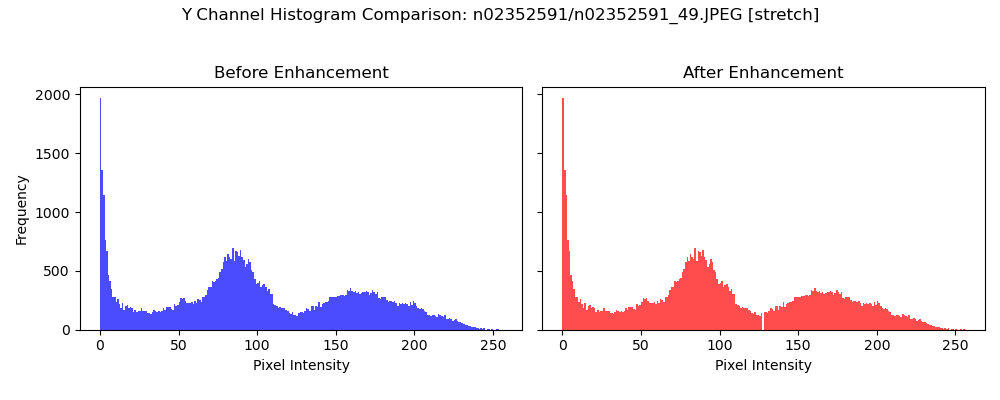 Y Channel Histogram Comparison: n02352591/n02352591_49.JPEG [stretch]
Before Enhancement
After Enhancement
2000
1500
1000
500
0
Frequency
0 50 100 150 200 250
0 50 100 150 200 250
Pixel Intensity
Pixel Intensity